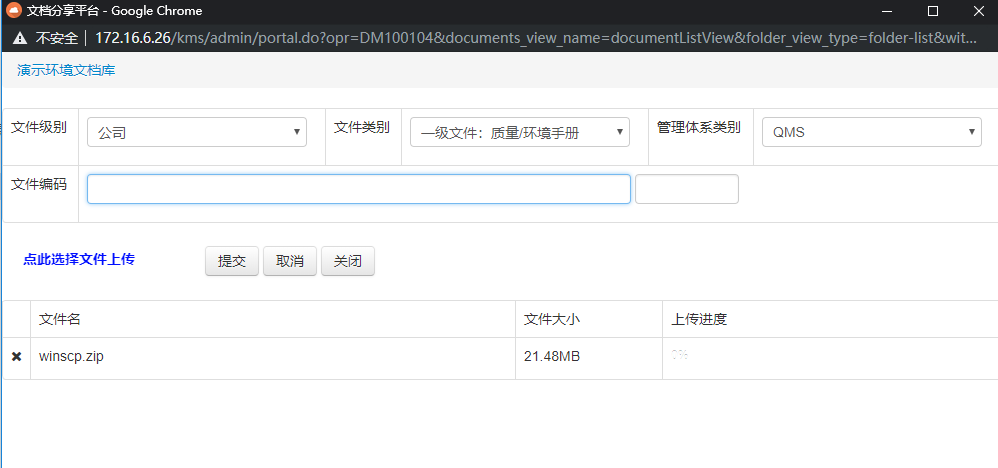 文档分享平台 - Google Chrome
不安全 | 172.16.6.26/kms/admin/portal.do?opr=DM100104&documents_view_name=documentListView&folder_view_type=folder-list&wit...
演示环境文档库
文件级别 公司 文件类别 一级文件：质量/环境手册 管理体系类别 QMS
文件编码
点此选择文件上传 提交 取消 关闭
文件名 文件大小 上传进度
winscp.zip 21.48MB